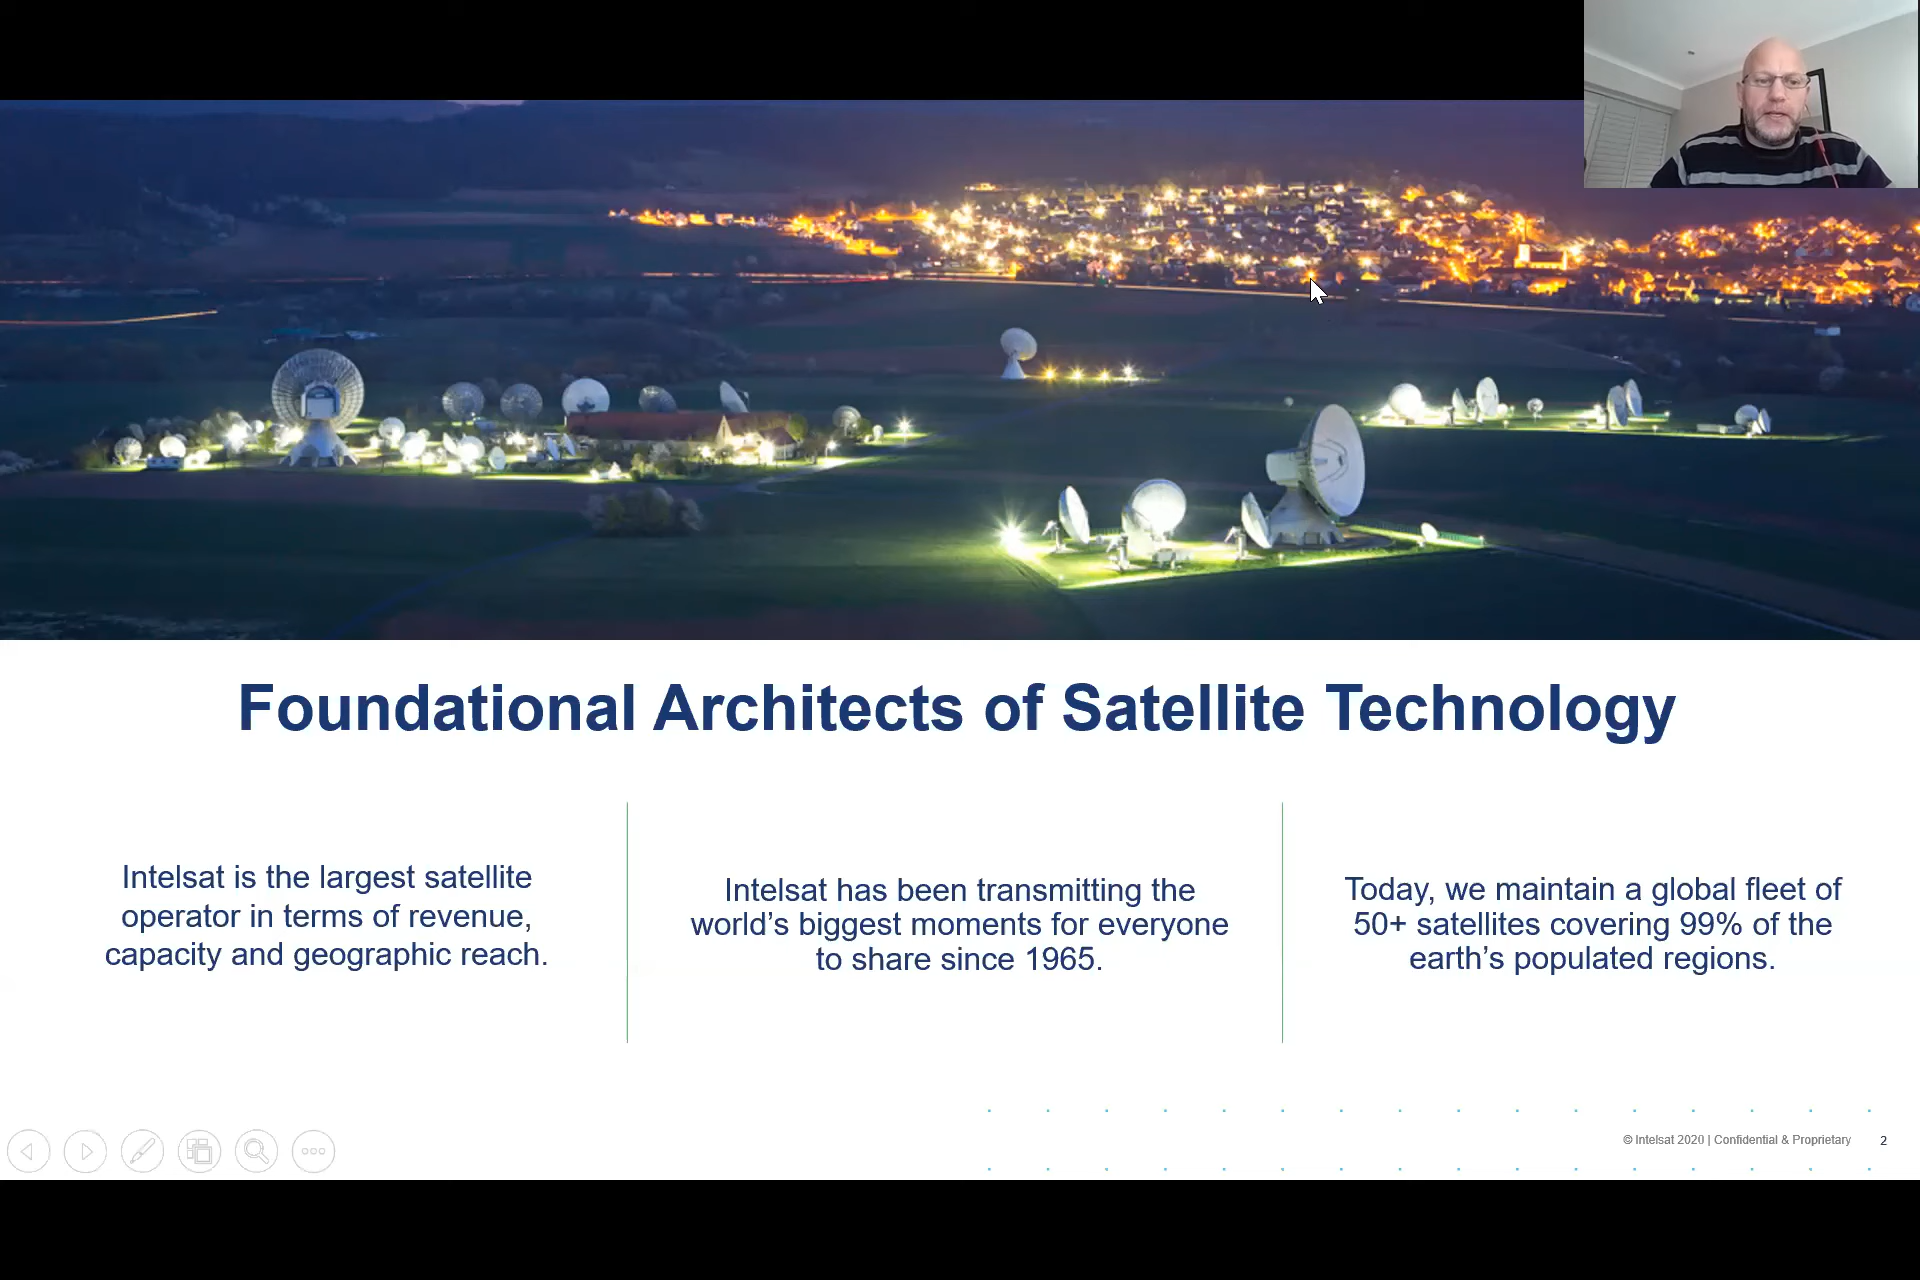 Foundational Architects of Satellite Technology
Intelsat is the largest satellite
operator in terms of revenue,
capacity and geographic reach.
Intelsat has been transmitting the
world’s biggest moments for everyone
to share since 1965.
Today, we maintain a global fleet of
50+ satellites covering 99% of the
earth’s populated regions.
© Intelsat 2020 | Confidential & Proprietary 2